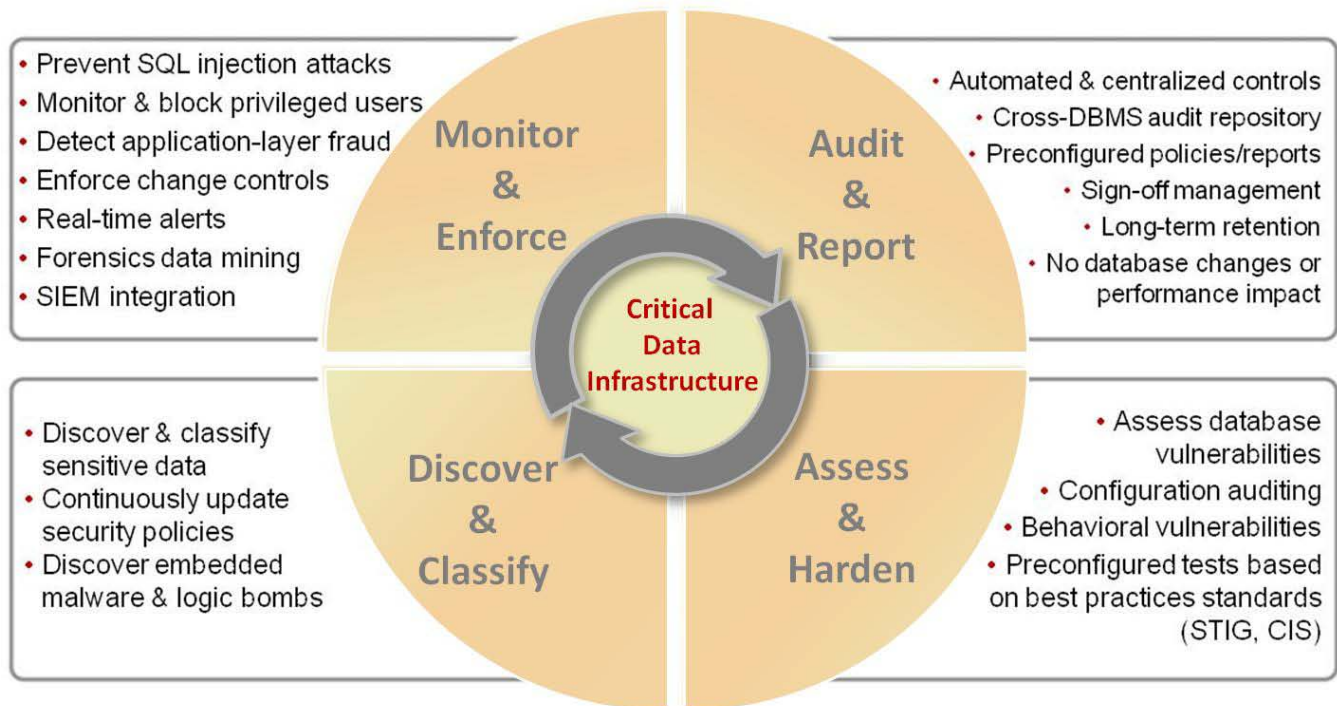 • Prevent SQL injection attacks
• Monitor & block privileged users
• Detect application-layer fraud
• Enforce change controls
• Real-time alerts
• Forensics data mining
• SIEM integration
Monitor
&
Enforce
Audit
&
Report
• Automated & centralized controls
• Cross-DBMS audit repository
• Preconfigured policies/reports
• Sign-off management
• Long-term retention
• No database changes or
performance impact
Critical
Data
Infrastructure
• Discover & classify
sensitive data
• Continuously update
security policies
• Discover embedded
malware & logic bombs
Discover
&
Classify
Assess
&
Harden
• Assess database
vulnerabilities
• Configuration auditing
• Behavioral vulnerabilities
• Preconfigured tests based
on best practices standards
(STIG, CIS)